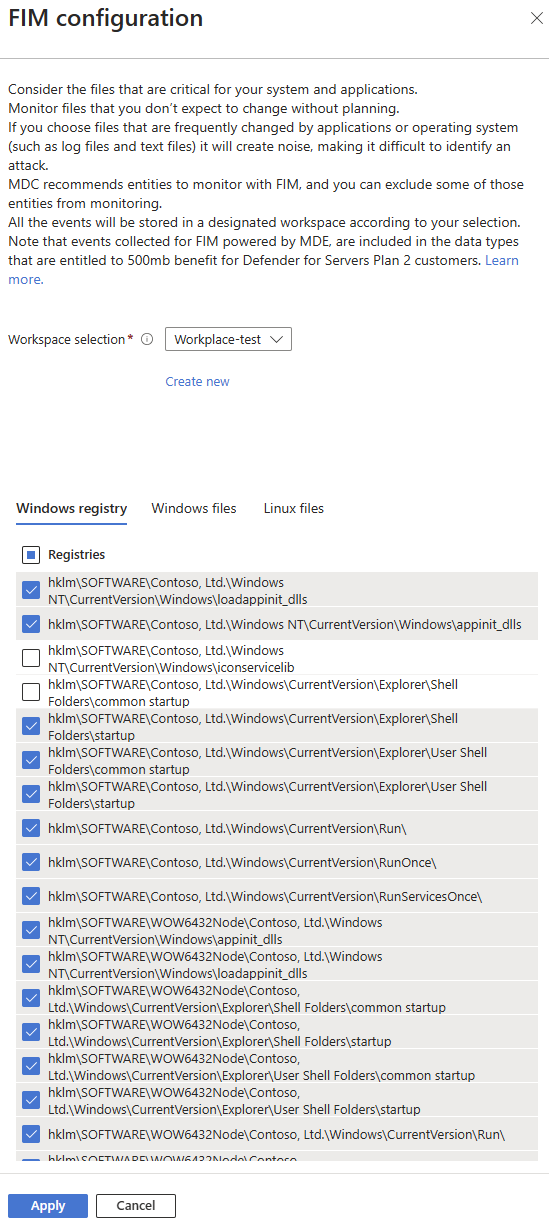 FIM configuration
Consider the files that are critical for your system and applications.
Monitor files that you don’t expect to change without planning.
If you choose files that are frequently changed by applications or operating system
(such as log files and text files) it will create noise, making it difficult to identify an
attack.
MDC recommends entities to monitor with FIM, and you can exclude some of those
entities from monitoring.
All the events will be stored in a designated workspace according to your selection.
Note that events collected for FIM powered by MDE, are included in the data types
that are entitled to 500mb benefit for Defender for Servers Plan 2 customers. Learn
more.
Workspace selection* Workplace-test
Create new
Windows registry Windows files Linux files
Registries
hklm\SOFTWARE\Contoso, Ltd.\Windows
NT\CurrentVersion\Windows\loadappinit_dlls
hklm\SOFTWARE\Contoso, Ltd.\Windows NT\CurrentVersion\Windows\appinit_dlls
hklm\SOFTWARE\Contoso, Ltd.\Windows
NT\CurrentVersion\Windows\iconservicelib
hklm\SOFTWARE\Contoso, Ltd.\Windows\CurrentVersion\Explorer\Shell
Folders\common startup
hklm\SOFTWARE\Contoso, Ltd.\Windows\CurrentVersion\Explorer\Shell
Folders\startup
hklm\SOFTWARE\Contoso, Ltd.\Windows\CurrentVersion\Explorer\User Shell
Folders\common startup
hklm\SOFTWARE\Contoso, Ltd.\Windows\CurrentVersion\Explorer\User Shell
Folders\startup
hklm\SOFTWARE\Contoso, Ltd.\Windows\CurrentVersion\Run\
hklm\SOFTWARE\Contoso, Ltd.\Windows\CurrentVersion\RunOnce\
hklm\SOFTWARE\Contoso, Ltd.\Windows\CurrentVersion\RunServicesOnce\
hklm\SOFTWARE\WOW6432Node\Contoso, Ltd.\Windows
NT\CurrentVersion\Windows\appinit_dlls
hklm\SOFTWARE\WOW6432Node\Contoso, Ltd.\Windows
NT\CurrentVersion\Windows\loadappinit_dlls
hklm\SOFTWARE\WOW6432Node\Contoso,
Ltd.\Windows\CurrentVersion\Explorer\Shell Folders\common startup
hklm\SOFTWARE\WOW6432Node\Contoso,
Ltd.\Windows\CurrentVersion\Explorer\Shell Folders\startup
hklm\SOFTWARE\WOW6432Node\Contoso,
Ltd.\Windows\CurrentVersion\Explorer\User Shell Folders\common startup
hklm\SOFTWARE\WOW6432Node\Contoso,
Ltd.\Windows\CurrentVersion\Explorer\User Shell Folders\startup
hklm\SOFTWARE\WOW6432Node\Contoso, Ltd.\Windows\CurrentVersion\Run\
Apply Cancel